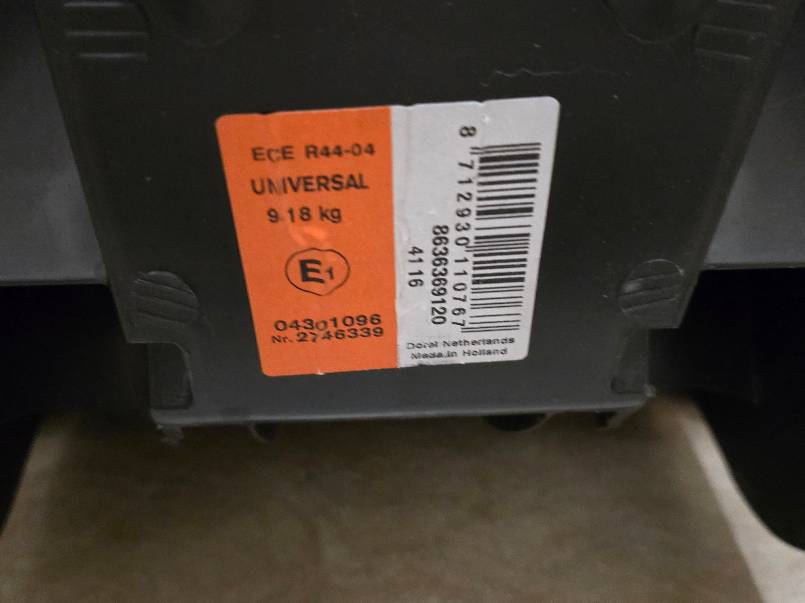 ECE R44-04
UNIVERSAL
9-18 kg
E1
04301096
Nr. 2746339
8 712930 110767
8636369120
4116
Dorel Netherlands
Made in Holland